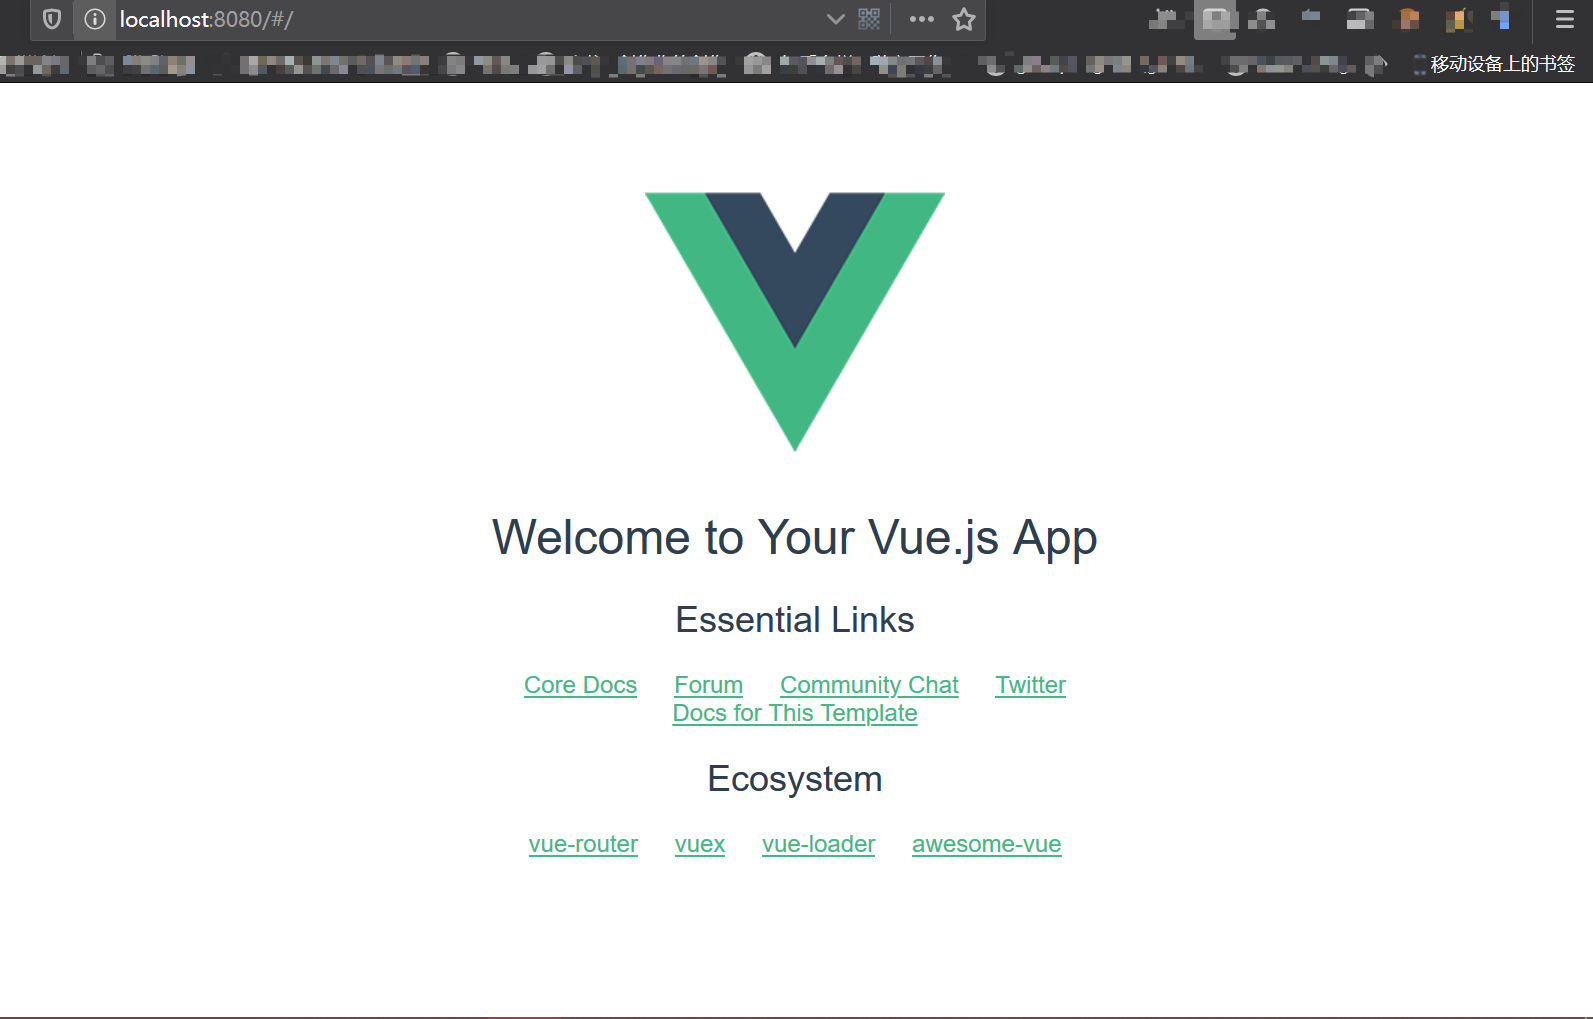 localhost:8080/#/
移动设备上的书签
Welcome to Your Vue.js App
Essential Links
Core Docs Forum Community Chat Twitter
Docs for This Template
Ecosystem
vue-router vuex vue-loader awesome-vue